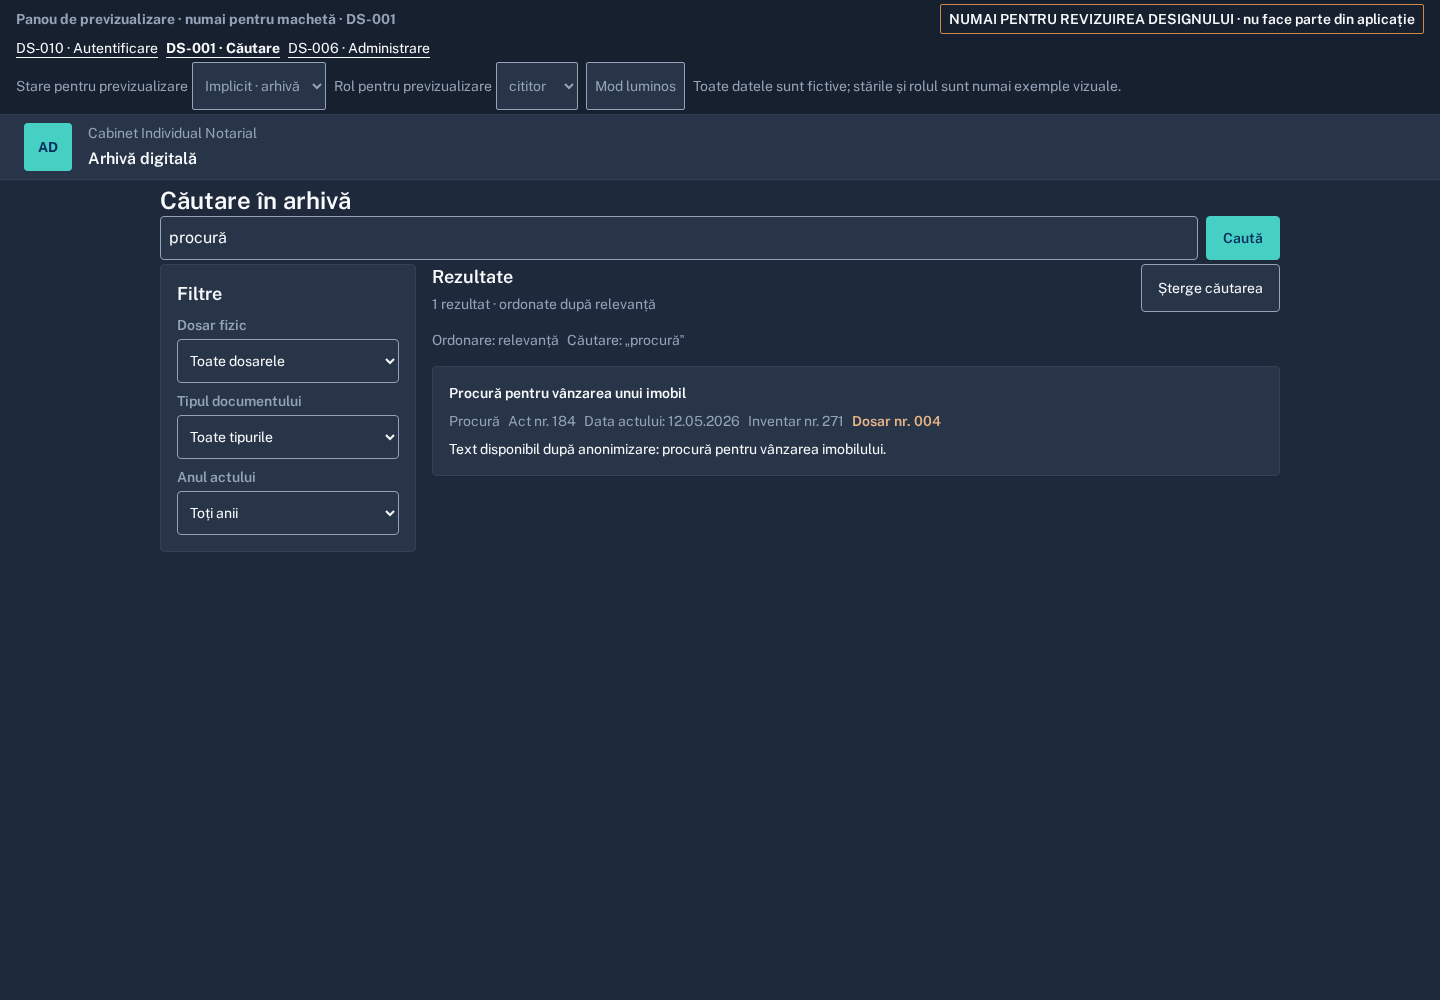 Panou de previzualizare · numai pentru machetă · DS-001
NUMAI PENTRU REVIZUIREA DESIGNULUI · nu face parte din aplicație
DS-010 · Autentificare DS-001 · Căutare DS-006 · Administrare
Stare pentru previzualizare Implicit · arhivă Rol pentru previzualizare cititor Mod luminos Toate datele sunt fictive; stările și rolul sunt numai exemple vizuale.
AD
Cabinet Individual Notarial
Arhivă digitală
Căutare în arhivă
procură
Caută
Filtre
Dosar fizic
Toate dosarele
Tipul documentului
Toate tipurile
Anul actului
Toți anii
Rezultate
1 rezultat · ordonate după relevanță
Șterge căutarea
Ordonare: relevanță Căutare: „procură”
Procură pentru vânzarea unui imobil
Procură Act nr. 184 Data actului: 12.05.2026 Inventar nr. 271 Dosar nr. 004
Text disponibil după anonimizare: procură pentru vânzarea imobilului.